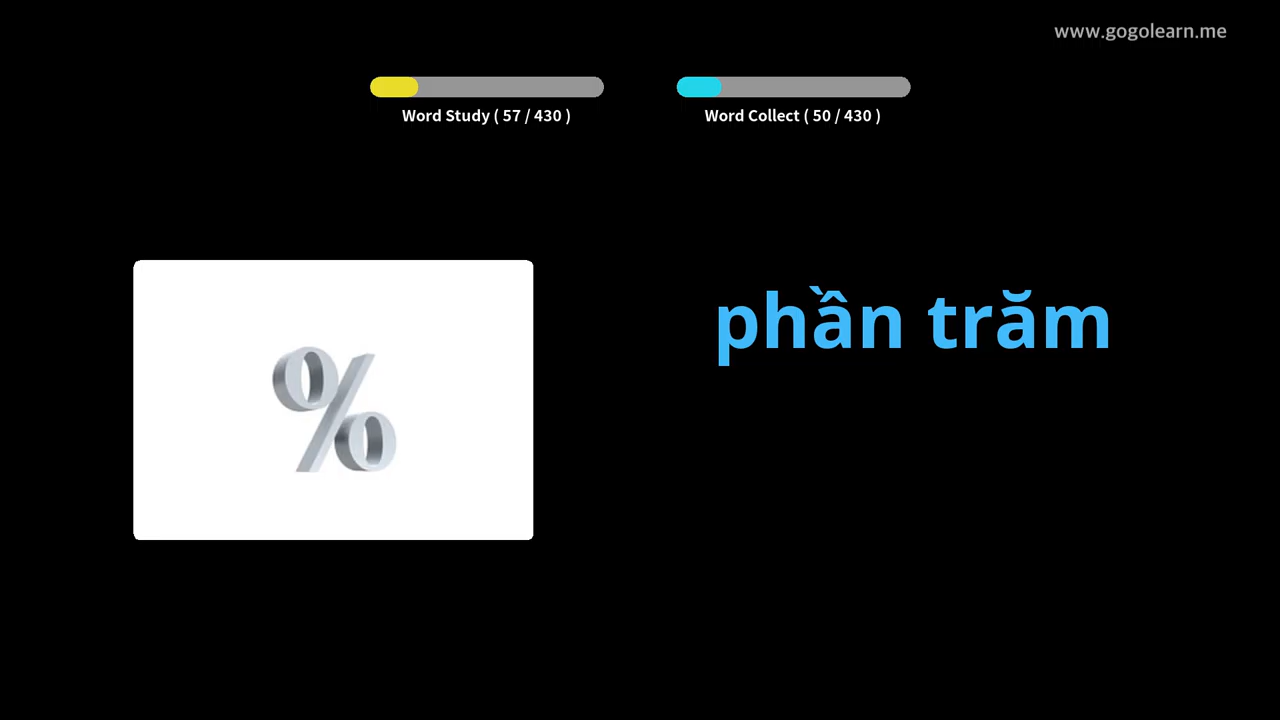 www.gogolearn.me
Word Study ( 57 / 430 )
Word Collect ( 50 / 430 )
%
phần trăm